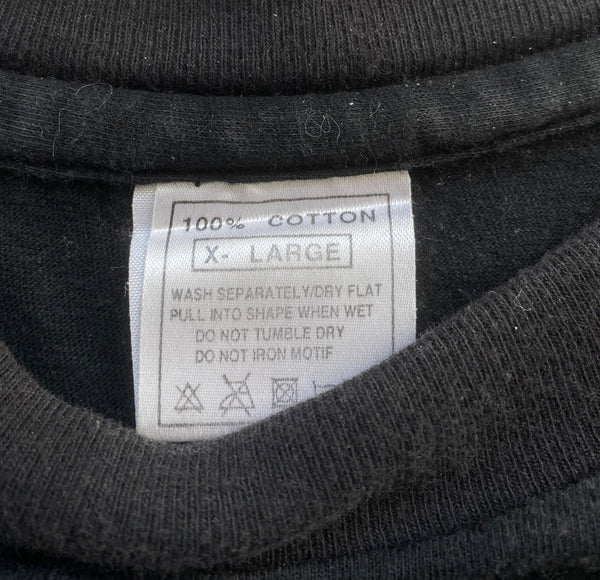 100% COTTON
X- LARGE
WASH SEPARATELY/DRY FLAT
PULL INTO SHAPE WHEN WET
DO NOT TUMBLE DRY
DO NOT IRON MOTIF